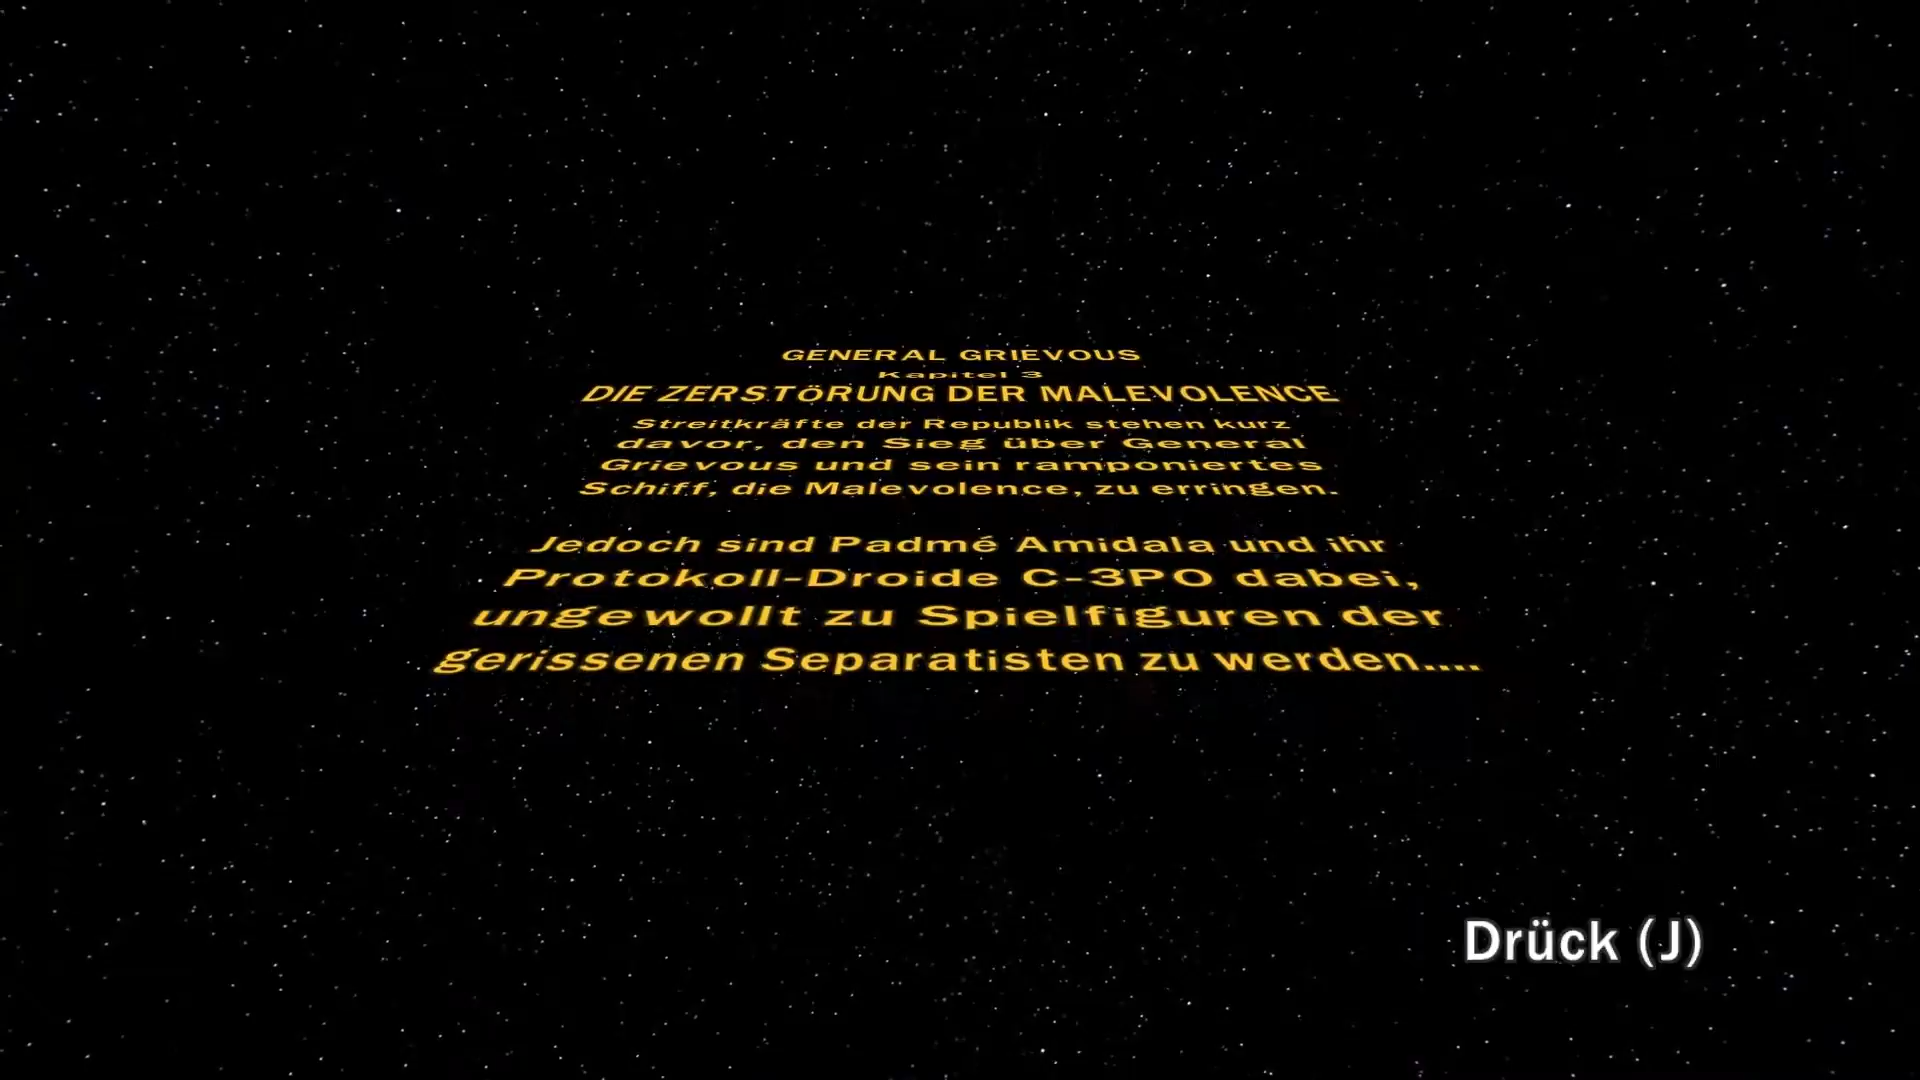 GENERAL GRIEVOUS
Kapitel 3
DIE ZERSTÖRUNG DER MALEVOLENCE
Streitkräfte der Republik stehen kurz
davor, den Sieg über General
Grievous und sein ramponiertes
Schiff, die Malevolence, zu erringen.
Jedoch sind Padmé Amidala und ihr
Protokoll-Droide C-3PO dabei,
ungewollt zu Spielfiguren der
gerissenen Separatisten zu werden....
Drück (J)